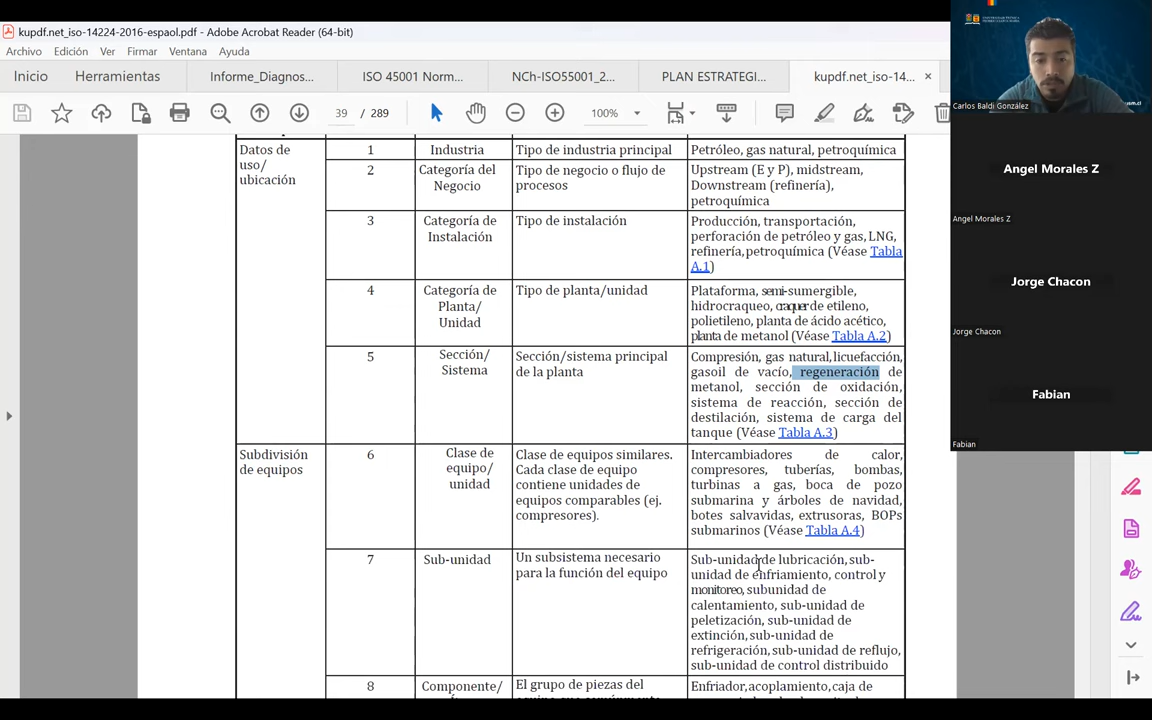 kupdf.net_iso-14224-2016-espaol.pdf - Adobe Acrobat Reader (64-bit)
Archivo Edición Ver Firmar Ventana Ayuda
Inicio Herramientas Informe_Diagnos... ISO 45001 Norm... NCh-ISO55001_2... PLAN ESTRATEGI... kupdf.net_iso-14... ×
39 / 289 100%
Datos de
uso/
ubicación
1 Industria Tipo de industria principal Petróleo, gas natural, petroquímica
2 Categoría del
Negocio
Tipo de negocio o flujo de
procesos
Upstream (E y P), midstream,
Downstream (refinería),
petroquímica
3 Categoría de
Instalación
Tipo de instalación
Producción, transportación,
perforación de petróleo y gas, LNG,
refinería, petroquímica (Véase Tabla
A.1)
4 Categoría de
Planta/
Unidad
Tipo de planta/unidad
Plataforma, semi-sumergible,
hidrocraqueo, craquer de etileno,
polietileno, planta de ácido acético,
planta de metanol (Véase Tabla A.2)
5 Sección/
Sistema
Sección/sistema principal
de la planta
Compresión, gas natural, licuefacción,
gasoil de vacío, regeneración de
metanol, sección de oxidación,
sistema de reacción, sección de
destilación, sistema de carga del
tanque (Véase Tabla A.3)
Subdivisión
de equipos
6 Clase de
equipo/
unidad
Clase de equipos similares.
Cada clase de equipo
contiene unidades de
equipos comparables (ej.
compresores).
Intercambiadores de calor,
compresores, tuberías, bombas,
turbinas a gas, boca de pozo
submarina y árboles de navidad,
botes salvavidas, extrusoras, BOPs
submarinos (Véase Tabla A.4)
7 Sub-unidad
Un subsistema necesario
para la función del equipo
Sub-unidad de lubricación, sub-
unidad de enfriamiento, control y
monitoreo, subunidad de
calentamiento, sub-unidad de
peletización, sub-unidad de
extinción, sub-unidad de
refrigeración, sub-unidad de reflujo,
sub-unidad de control distribuido
8 Componente/
El grupo de piezas del
Enfriador, acoplamiento, caja de
Carlos Baldi González
Angel Morales Z
Angel Morales Z
Jorge Chacon
Jorge Chacon
Fabian
Fabian